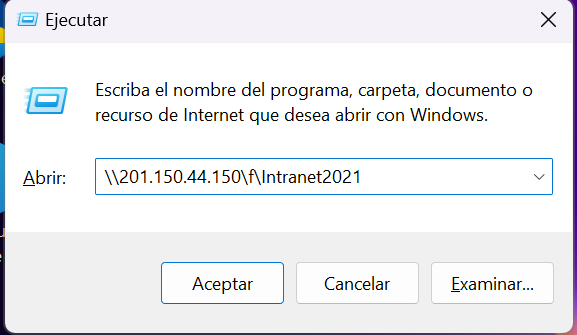 Ejecutar
Escriba el nombre del programa, carpeta, documento o
recurso de Internet que desea abrir con Windows.
Abrir: \\201.150.44.150\f\Intranet2021
Aceptar Cancelar Examinar...